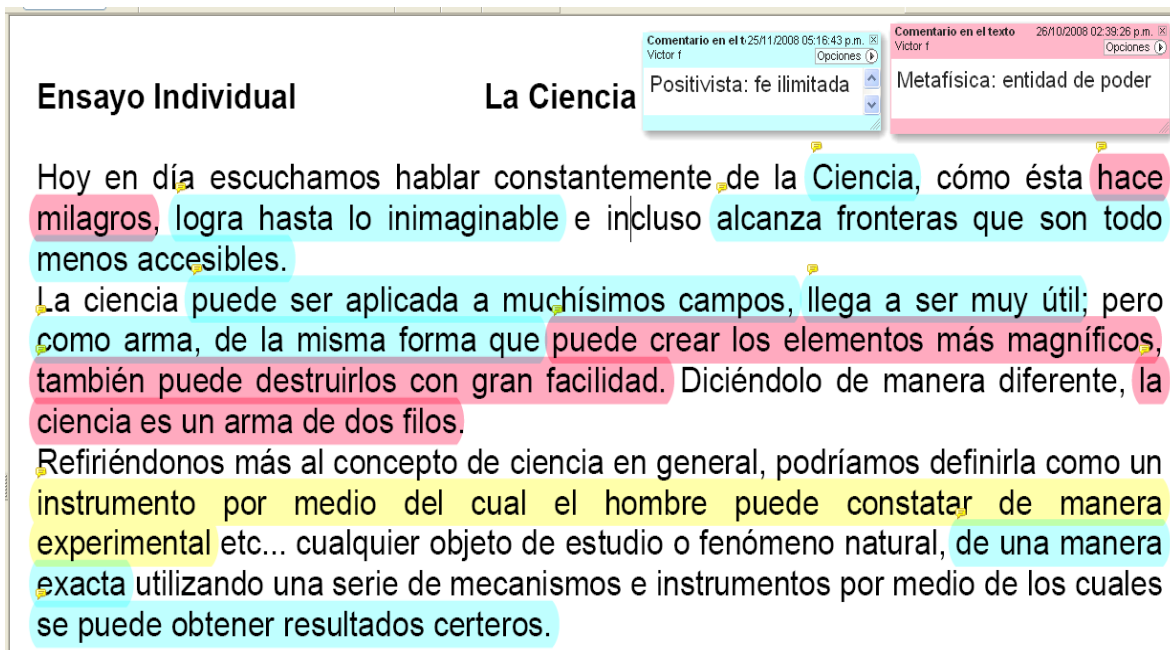 Comentario en el t 25/11/2008 05:16:43 p.m.
Victor f
Opciones
Positivista: fe ilimitada
Comentario en el texto 26/10/2008 02:39:26 p.m.
Victor f
Opciones
Metafísica: entidad de poder
Ensayo Individual La Ciencia
Hoy en día escuchamos hablar constantemente de la Ciencia, cómo ésta hace
milagros, logra hasta lo inimaginable e incluso alcanza fronteras que son todo
menos accesibles.
La ciencia puede ser aplicada a muchísimos campos, llega a ser muy útil; pero
como arma, de la misma forma que puede crear los elementos más magníficos,
también puede destruirlos con gran facilidad. Diciéndolo de manera diferente, la
ciencia es un arma de dos filos.
Refiriéndonos más al concepto de ciencia en general, podríamos definirla como un
instrumento por medio del cual el hombre puede constatar de manera
experimental etc... cualquier objeto de estudio o fenómeno natural, de una manera
exacta utilizando una serie de mecanismos e instrumentos por medio de los cuales
se puede obtener resultados certeros.